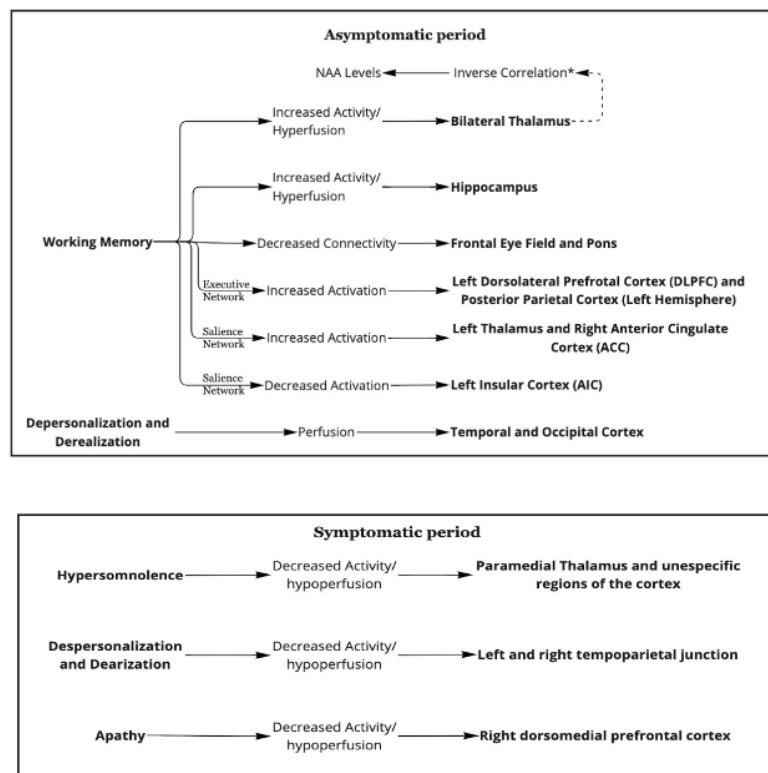 Asymptomatic period
NAA Levels
Inverse Correlation*
Increased Activity/
Hyperfusion
Bilateral Thalamus
Increased Activity/
Hyperfusion
Hippocampus
Working Memory
Decreased Connectivity
Frontal Eye Field and Pons
Executive
Network
Increased Activation
Left Dorsolateral Prefrotal Cortex (DLPFC) and
Posterior Parietal Cortex (Left Hemisphere)
Salience
Network
Increased Activation
Left Thalamus and Right Anterior Cingulate
Cortex (ACC)
Salience
Network
Decreased Activation
Left Insular Cortex (AIC)
Depersonalization and
Derealization
Perfusion
Temporal and Occipital Cortex
Symptomatic period
Hypersomnolence
Decreased Activity/
hypoperfusion
Paramedial Thalamus and unespecific
regions of the cortex
Despersonalization
and Dearization
Decreased Activity/
hypoperfusion
Left and right tempoparietal junction
Apathy
Decreased Activity/
hypoperfusion
Right dorsomedial prefrontal cortex